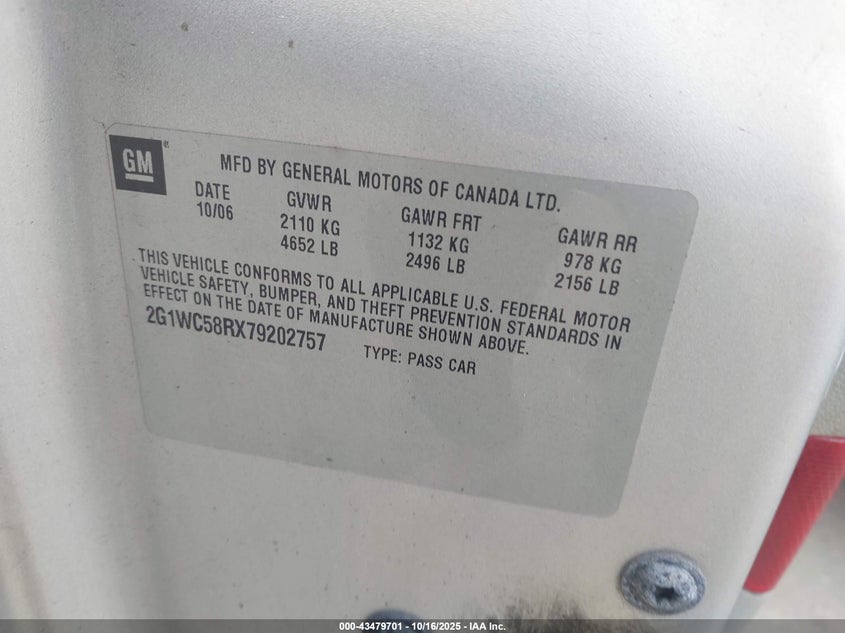 GM
MFD BY GENERAL MOTORS OF CANADA LTD.
DATE GVWR GAWR FRT GAWR RR
10/06 2110 KG 1132 KG 978 KG
4652 LB 2496 LB 2156 LB
THIS VEHICLE CONFORMS TO ALL APPLICABLE U.S. FEDERAL MOTOR
VEHICLE SAFETY, BUMPER, AND THEFT PREVENTION STANDARDS IN
EFFECT ON THE DATE OF MANUFACTURE SHOWN ABOVE.
2G1WC58RX79202757 TYPE: PASS CAR
000-43479701 - 10/16/2025 - IAA Inc.